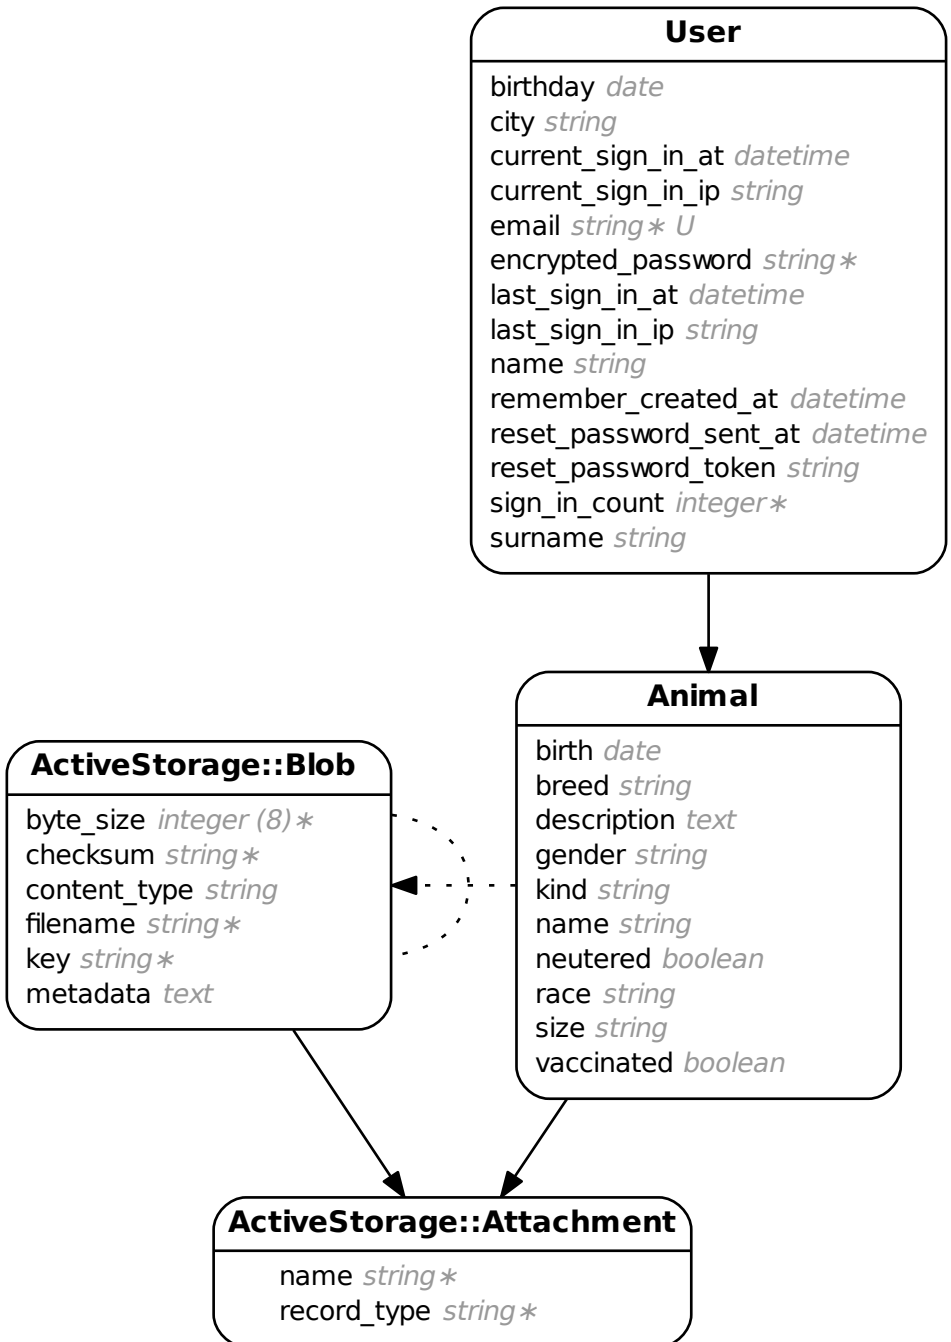 User
birthday date
city string
current_sign_in_at datetime
current_sign_in_ip string
email string∗ U
encrypted_password string∗
last_sign_in_at datetime
last_sign_in_ip string
name string
remember_created_at datetime
reset_password_sent_at datetime
reset_password_token string
sign_in_count integer∗
surname string
Animal
birth date
breed string
description text
gender string
kind string
name string
neutered boolean
race string
size string
vaccinated boolean
ActiveStorage::Blob
byte_size integer (8)∗
checksum string∗
content_type string
filename string∗
key string∗
metadata text
ActiveStorage::Attachment
name string∗
record_type string∗